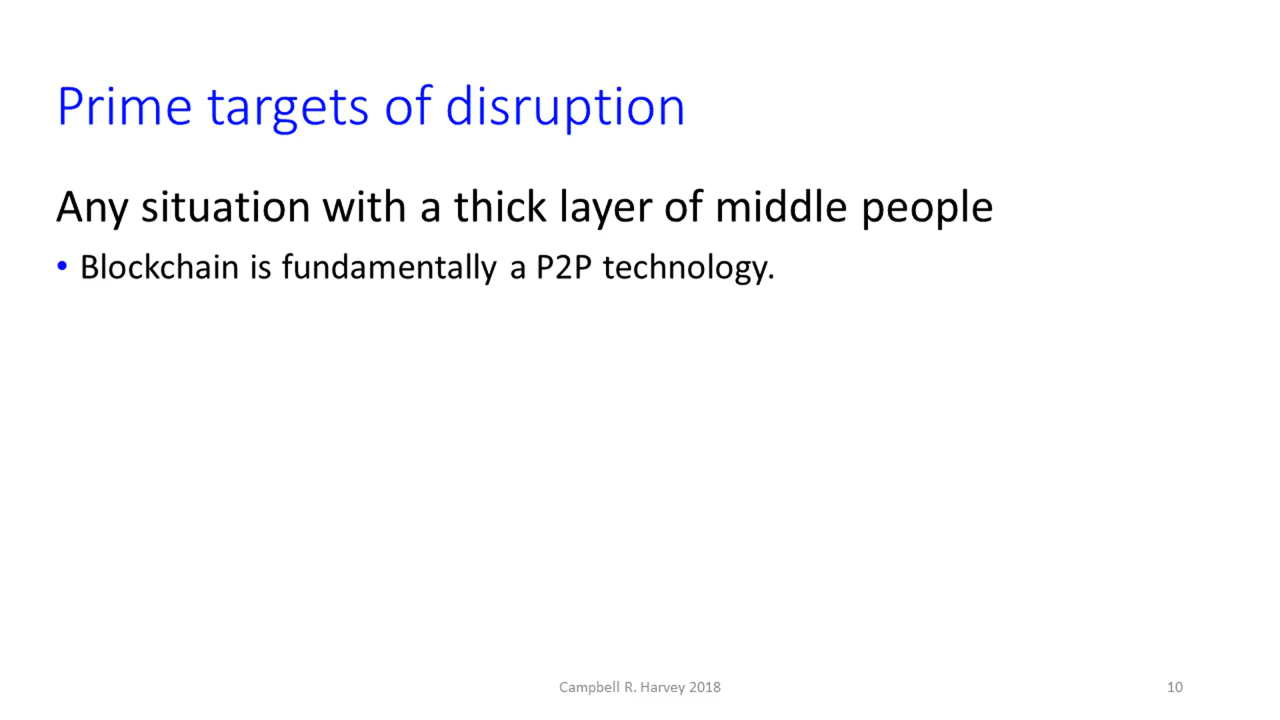 Prime targets of disruption
Any situation with a thick layer of middle people
• Blockchain is fundamentally a P2P technology.
Campbell R. Harvey 2018
10